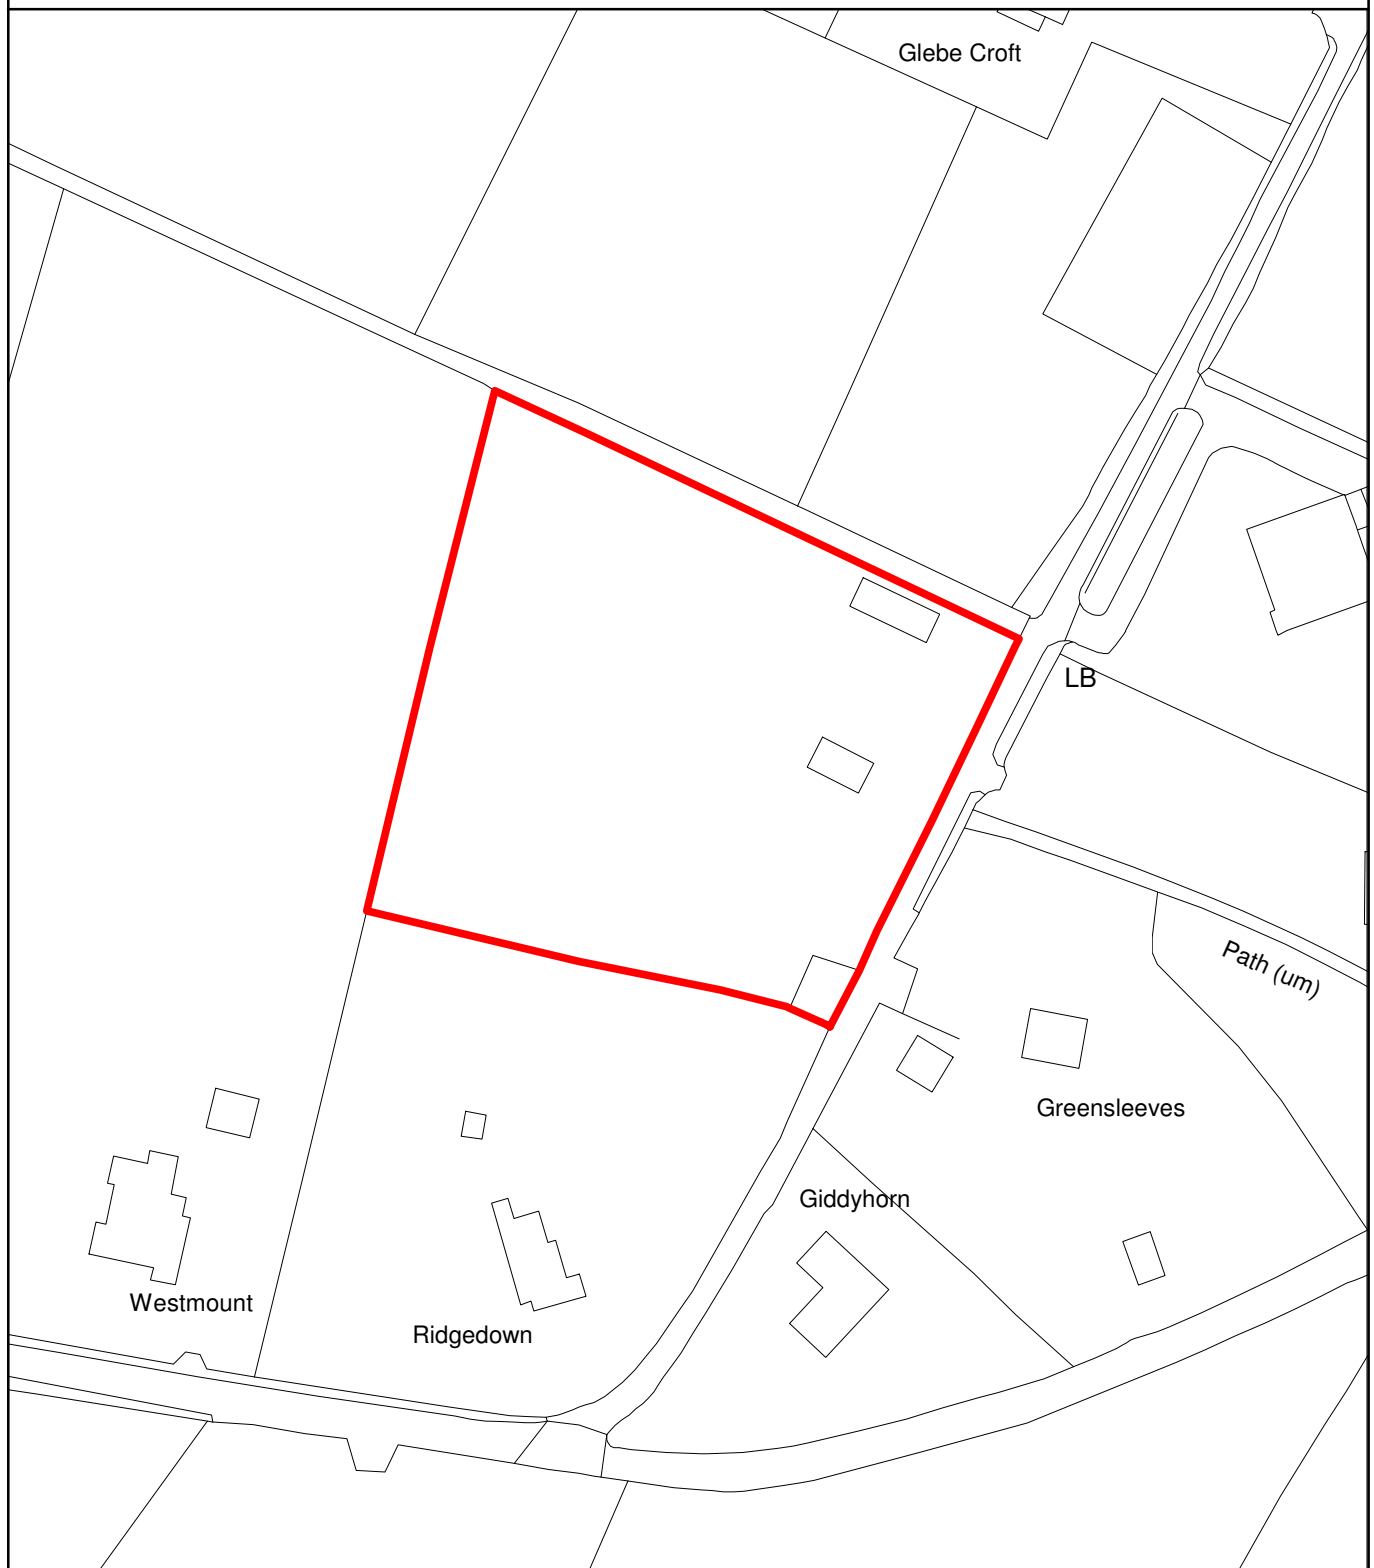 Glebe Croft
LB
Path (um)
Greensleeves
Giddyhorn
Westmount
Ridgedown